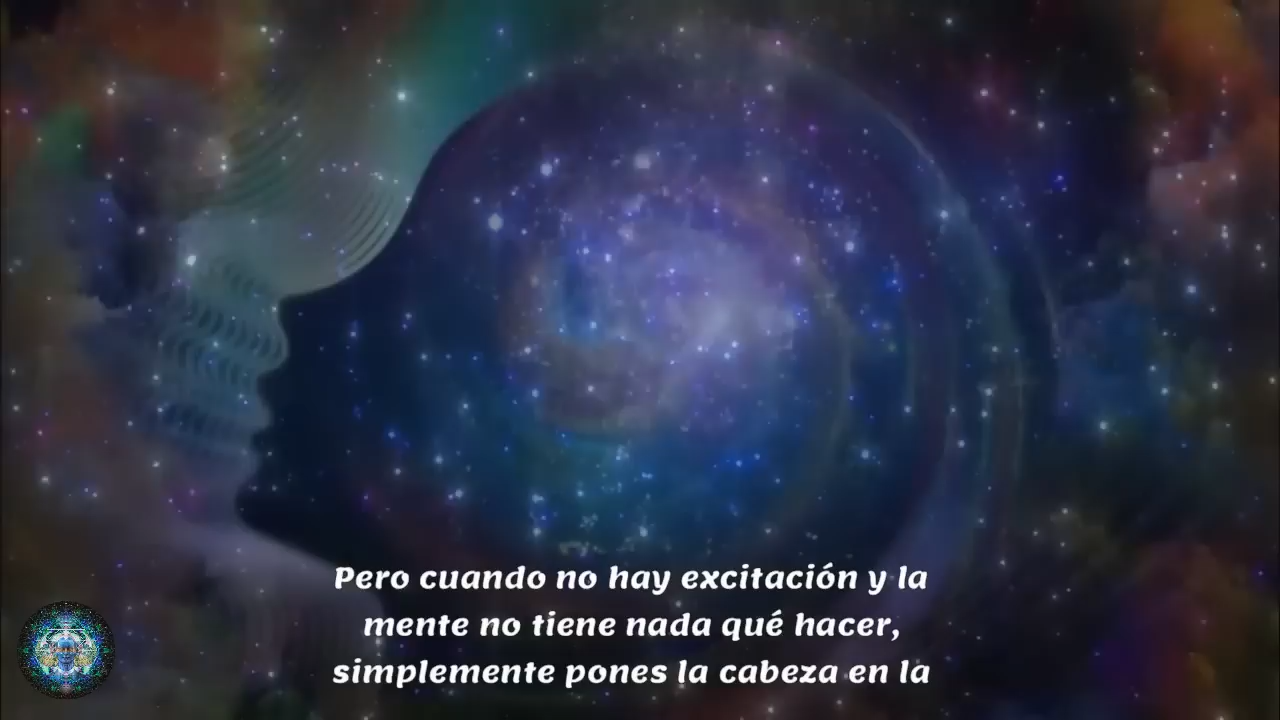 Pero cuando no hay excitación y la
mente no tiene nada qué hacer,
simplemente pones la cabeza en la